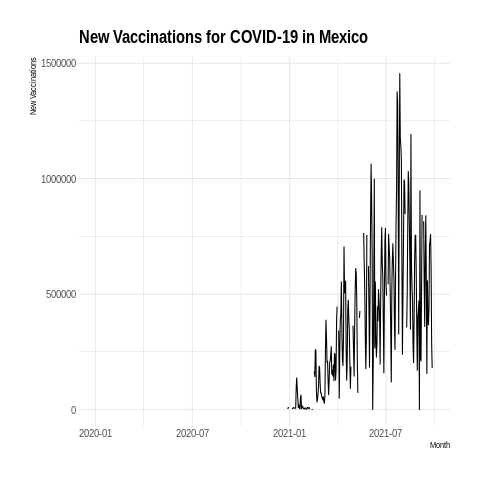 New Vaccinations for COVID-19 in Mexico
New Vaccinations
1500000
1000000
500000
0
2020-01
2020-07
2021-01
2021-07
Month